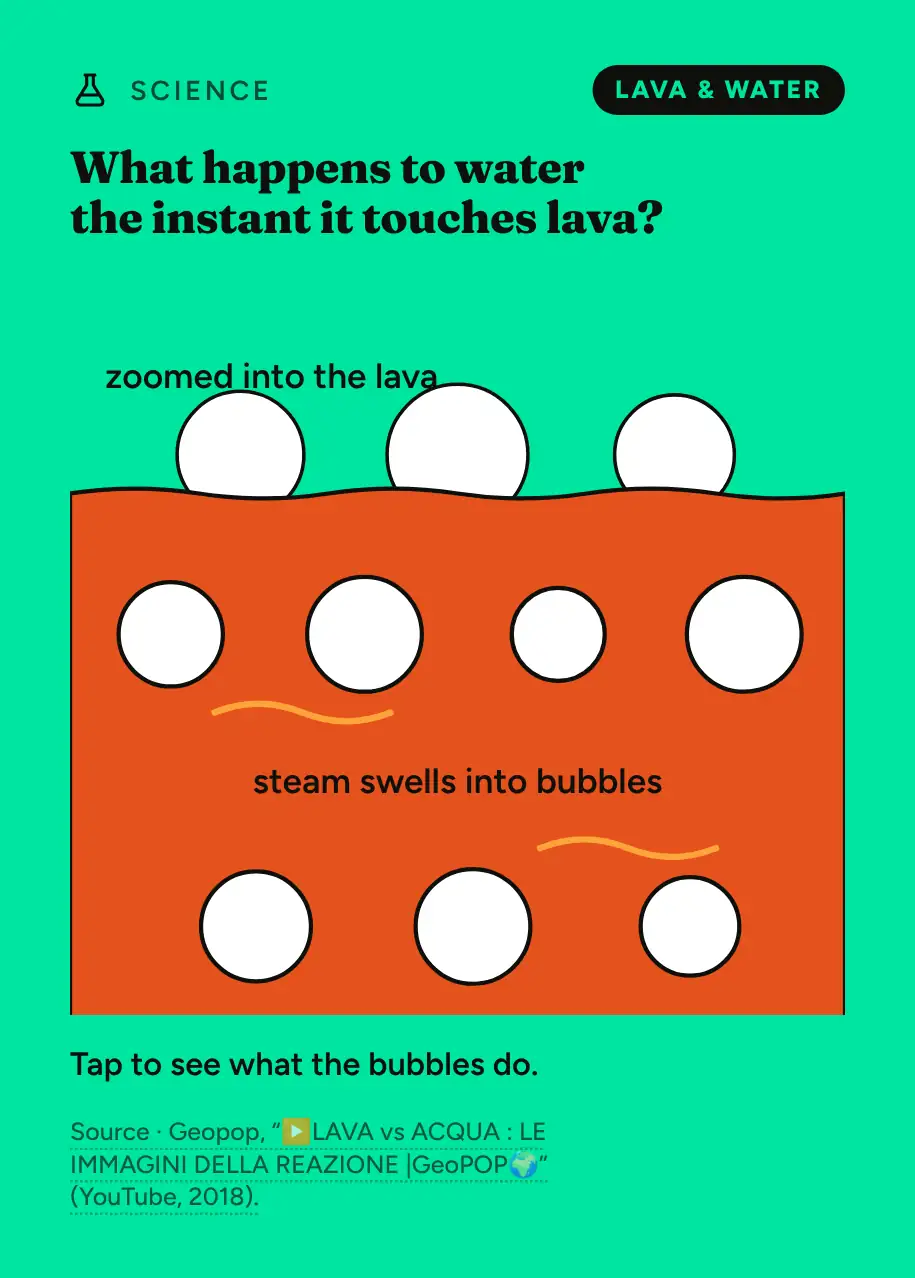 SCIENCE
LAVA & WATER
What happens to water
the instant it touches lava?
zoomed into the lava
steam swells into bubbles
Tap to see what the bubbles do.
Source · Geopop, “▶️LAVA vs ACQUA : LE
IMMAGINI DELLA REAZIONE |GeoPOP🌍”
(YouTube, 2018).